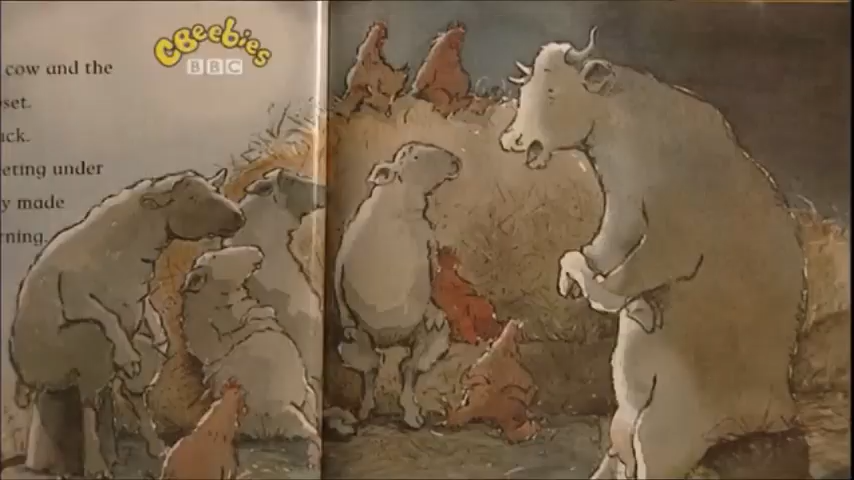 CBeebies
BBC
cow and the
set.
ck.
eting under
y made
rning.